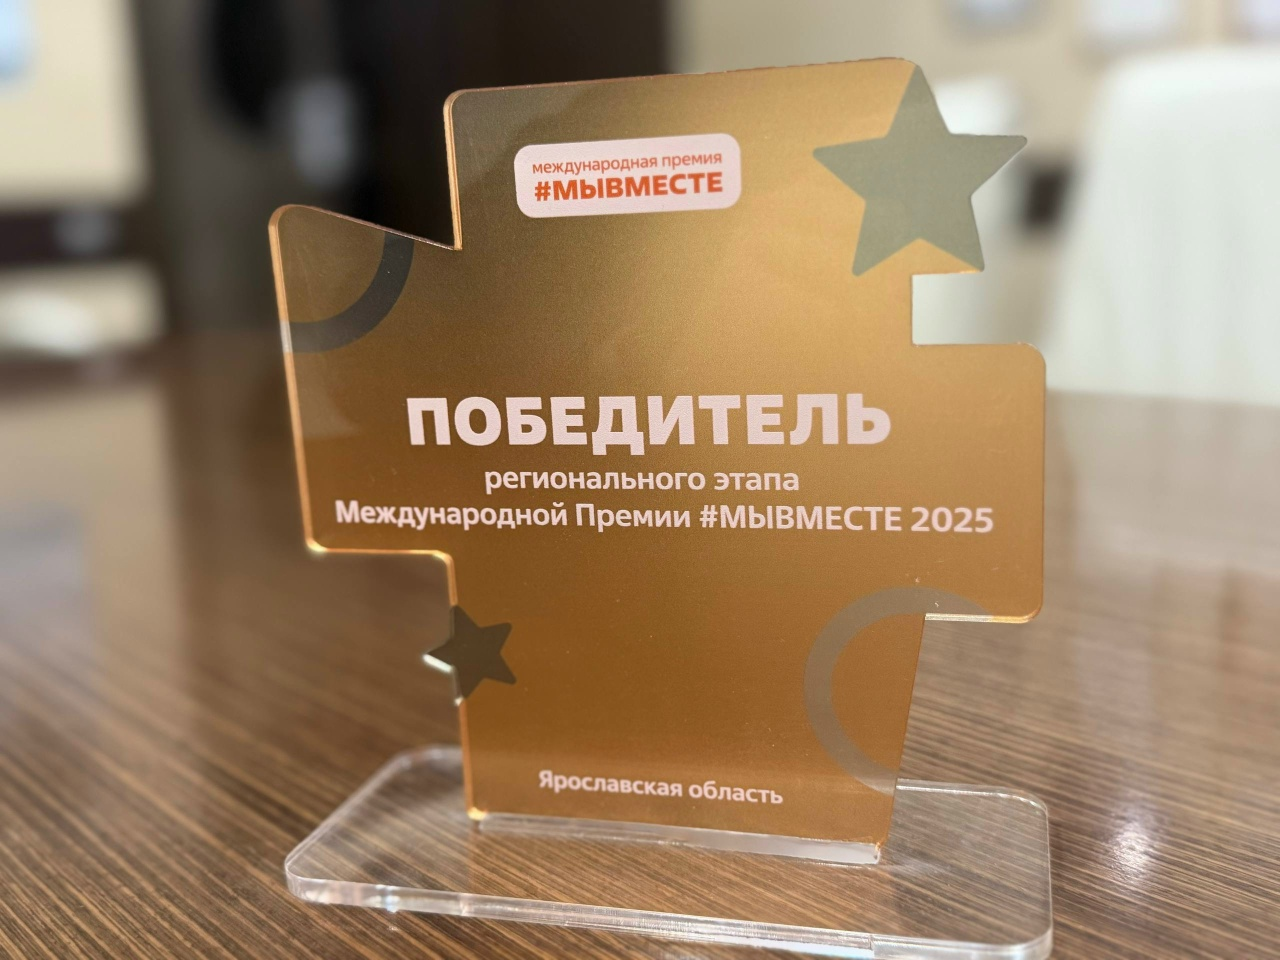 международная премия
#МЫВМЕСТЕ
ПОБЕДИТЕЛЬ
регионального этапа
Международной Премии #МЫВМЕСТЕ 2025
Ярославская область